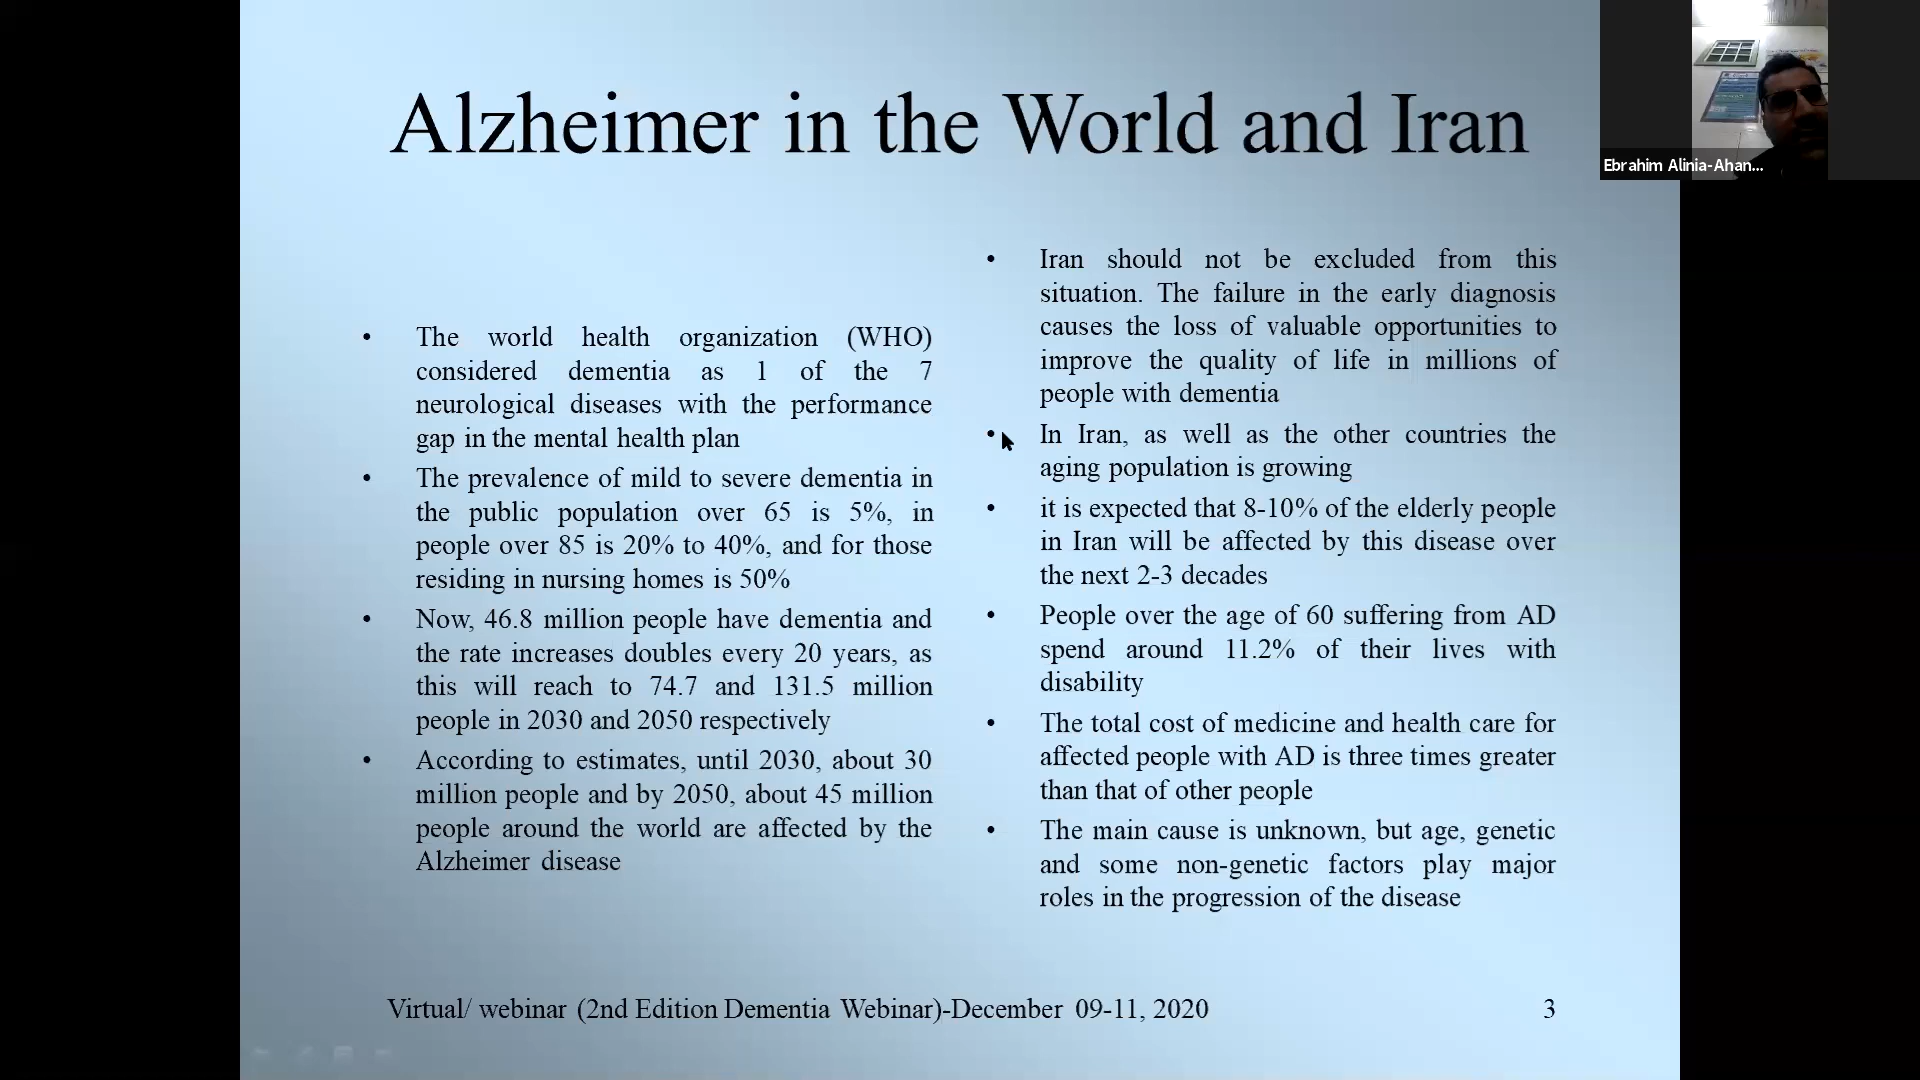 Alzheimer in the World and Iran
• The world health organization (WHO)
considered dementia as 1 of the 7
neurological diseases with the performance
gap in the mental health plan
• The prevalence of mild to severe dementia in
the public population over 65 is 5%, in
people over 85 is 20% to 40%, and for those
residing in nursing homes is 50%
• Now, 46.8 million people have dementia and
the rate increases doubles every 20 years, as
this will reach to 74.7 and 131.5 million
people in 2030 and 2050 respectively
• According to estimates, until 2030, about 30
million people and by 2050, about 45 million
people around the world are affected by the
Alzheimer disease
• Iran should not be excluded from this
situation. The failure in the early diagnosis
causes the loss of valuable opportunities to
improve the quality of life in millions of
people with dementia
• In Iran, as well as the other countries the
aging population is growing
• it is expected that 8-10% of the elderly people
in Iran will be affected by this disease over
the next 2-3 decades
• People over the age of 60 suffering from AD
spend around 11.2% of their lives with
disability
• The total cost of medicine and health care for
affected people with AD is three times greater
than that of other people
• The main cause is unknown, but age, genetic
and some non-genetic factors play major
roles in the progression of the disease
Virtual/ webinar (2nd Edition Dementia Webinar)-December 09-11, 2020
3
Ebrahim Alinia-Ahan...